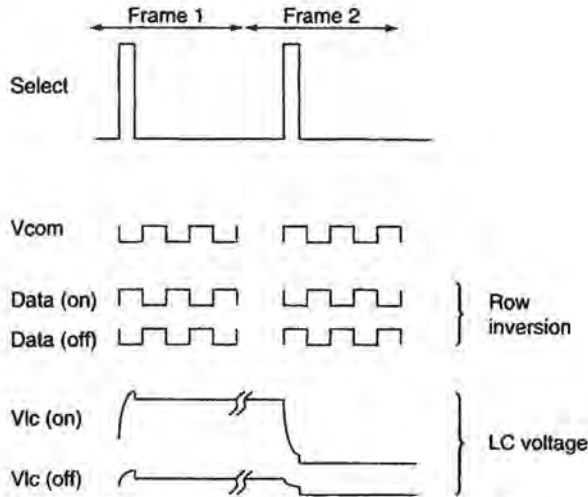 Frame 1 Frame 2
Select
Vcom
Data (on)
Data (off)
Row
inversion
Vlc (on)
LC voltage
Vlc (off)